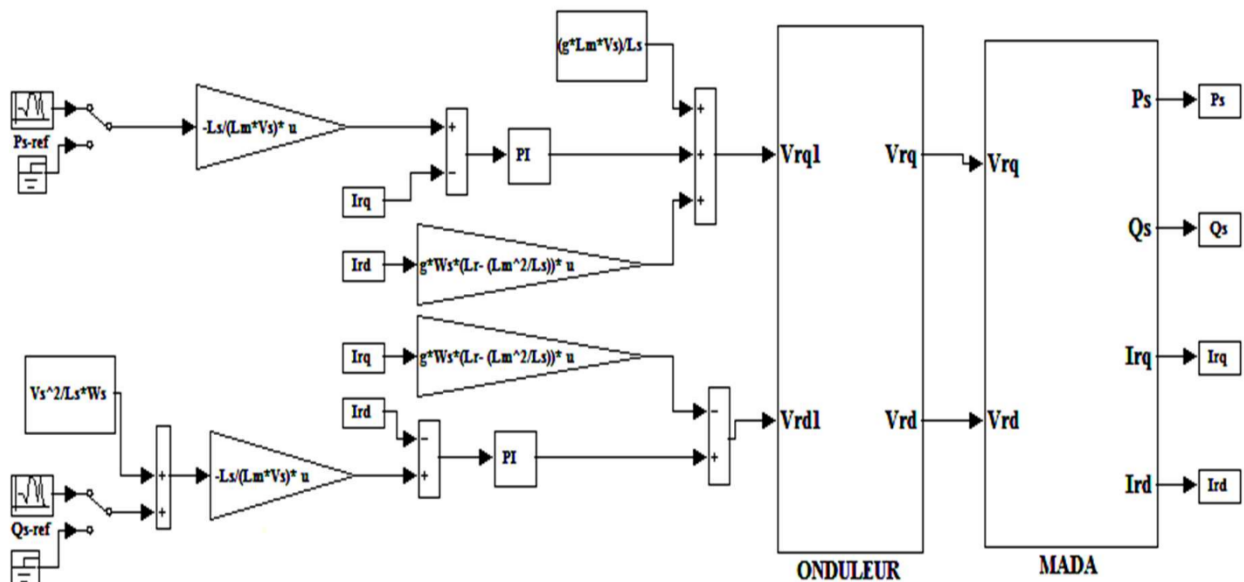 (g*Lm*Vs)/Ls
Ps-ref
-Ls/(Lm*Vs)* u
+
−
PI
Irq
+
+
+
Ird
g*Ws*(Lr- (Lm^2/Ls))* u
Irq
g*Ws*(Lr- (Lm^2/Ls))* u
Vs^2/Ls*Ws
Ird
−
+
PI
−
+
+
+
-Ls/(Lm*Vs)* u
Qs-ref
Vrq1
Vrq
Vrd1
Vrd
ONDULEUR
Vrq
Vrd
Ps
Qs
Irq
Ird
MADA
Ps
Qs
Irq
Ird